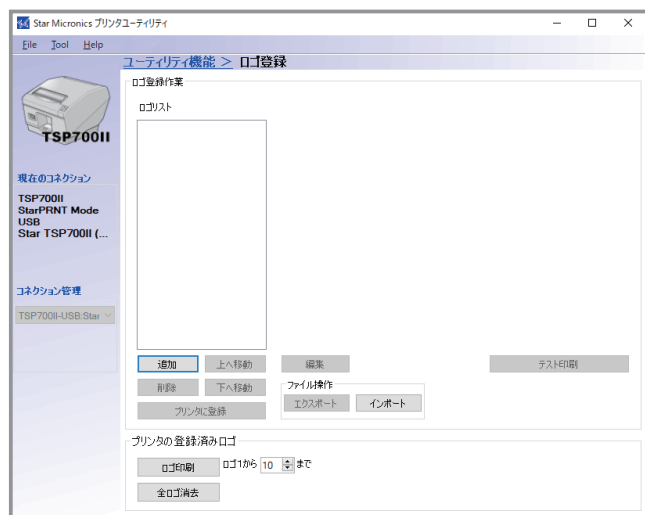 Star Micronics プリンタユーティリティ
File Tool Help
ユーティリティ機能 > ロゴ登録
ロゴ登録作業
ロゴリスト
TSP700II
現在のコネクション
TSP700II
StarPRNT Mode
USB
Star TSP700II (...
コネクション管理
TSP700II-USB:Star
追加 上へ移動 編集 テスト印刷
削除 下へ移動 ファイル操作
エクスポート インポート
プリンタに登録
プリンタの登録済みロゴ
ロゴ印刷 ロゴ1から 10 まで
全ロゴ消去